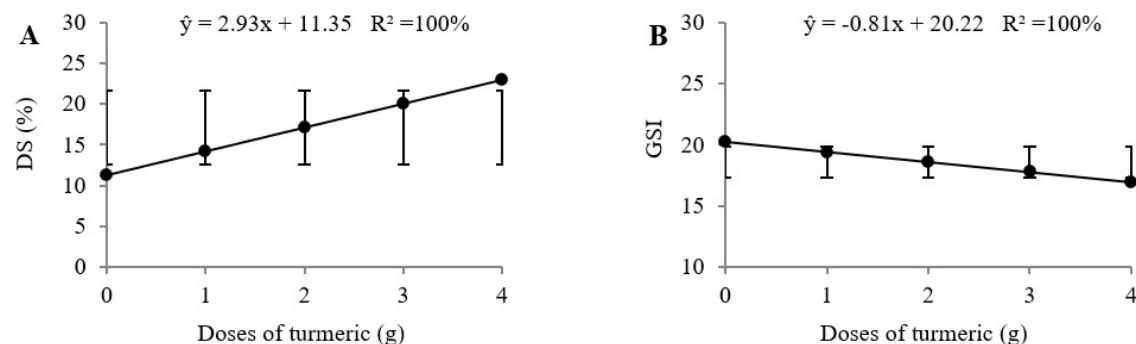 A
ŷ = 2.93x + 11.35 R² =100%
30
25
20
15
10
5
0
DS (%)
0 1 2 3 4
Doses of turmeric (g)
B
ŷ = -0.81x + 20.22 R² =100%
30
25
20
15
10
GSI
0 1 2 3 4
Doses of turmeric (g)